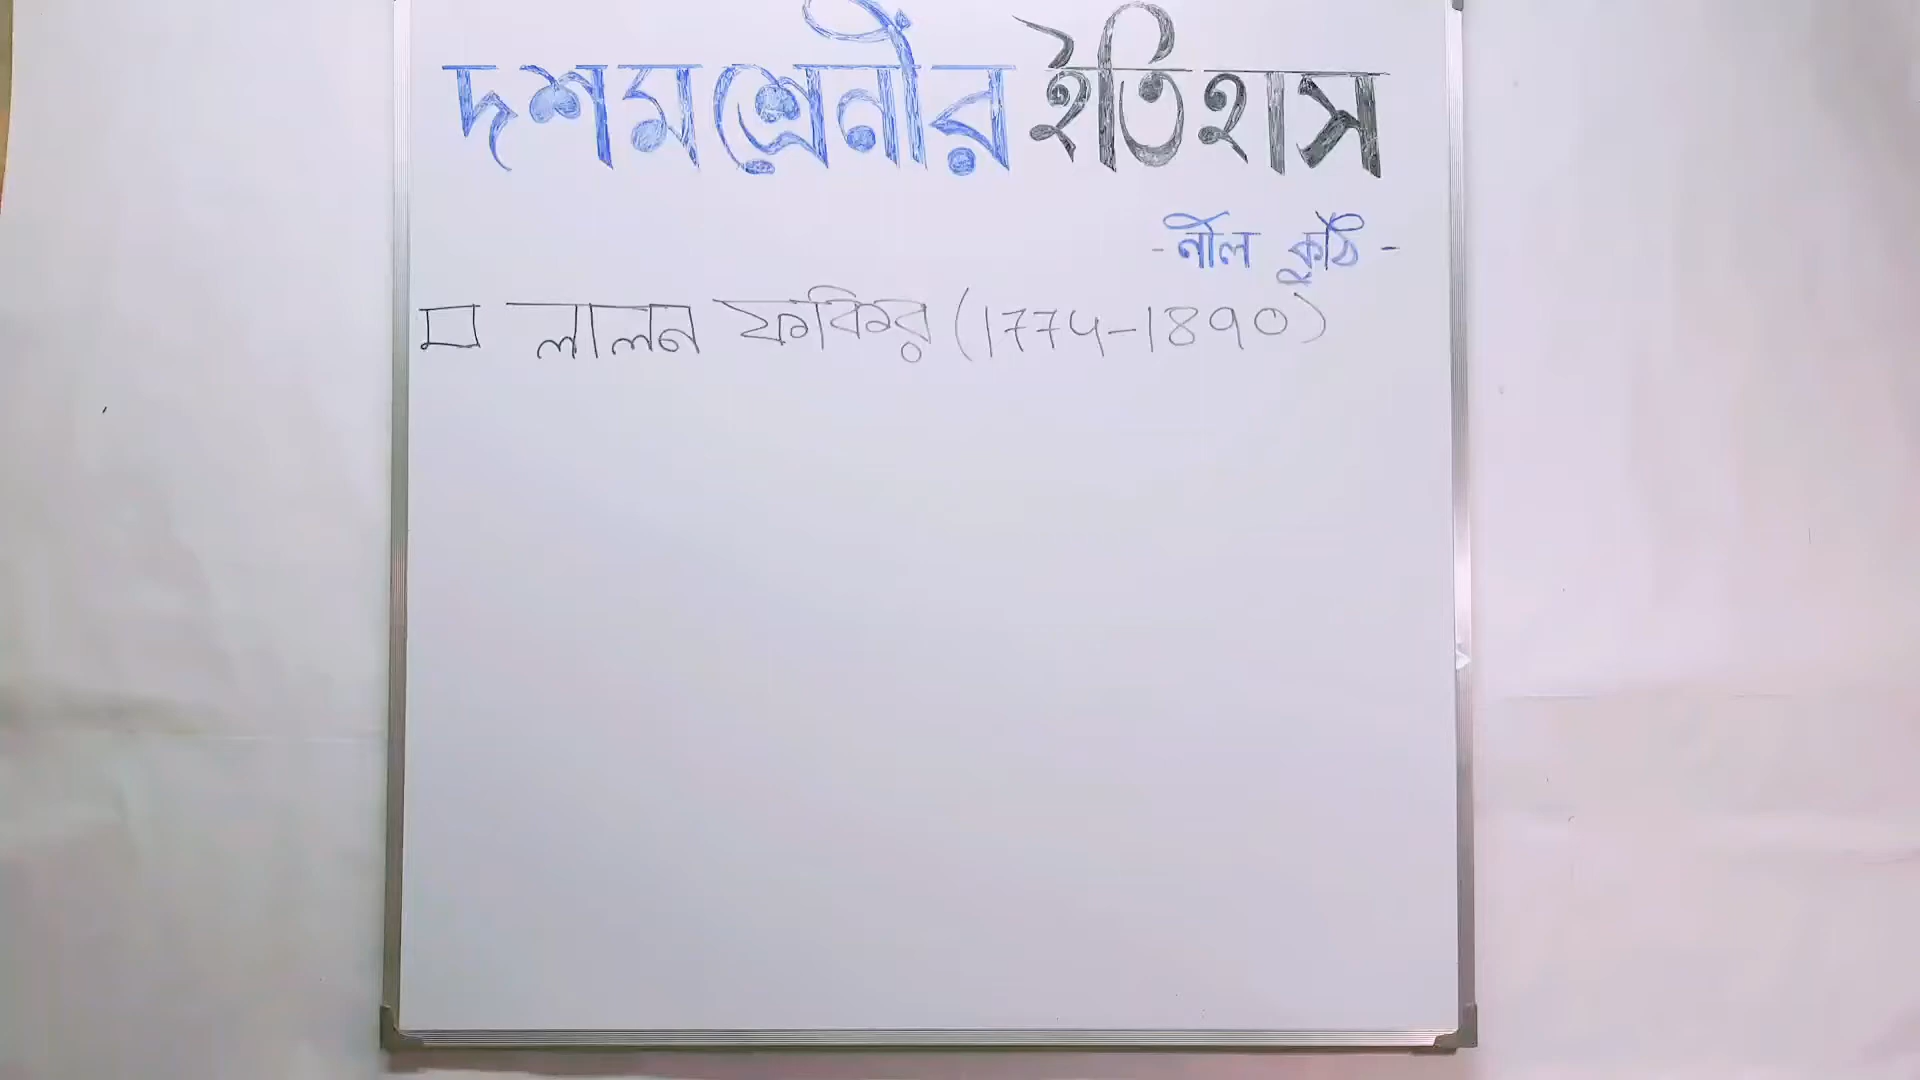 দশম শ্রেনীর ইতিহাস
- নীল কুঠি -
□ লালন ফকির (1774-1890)